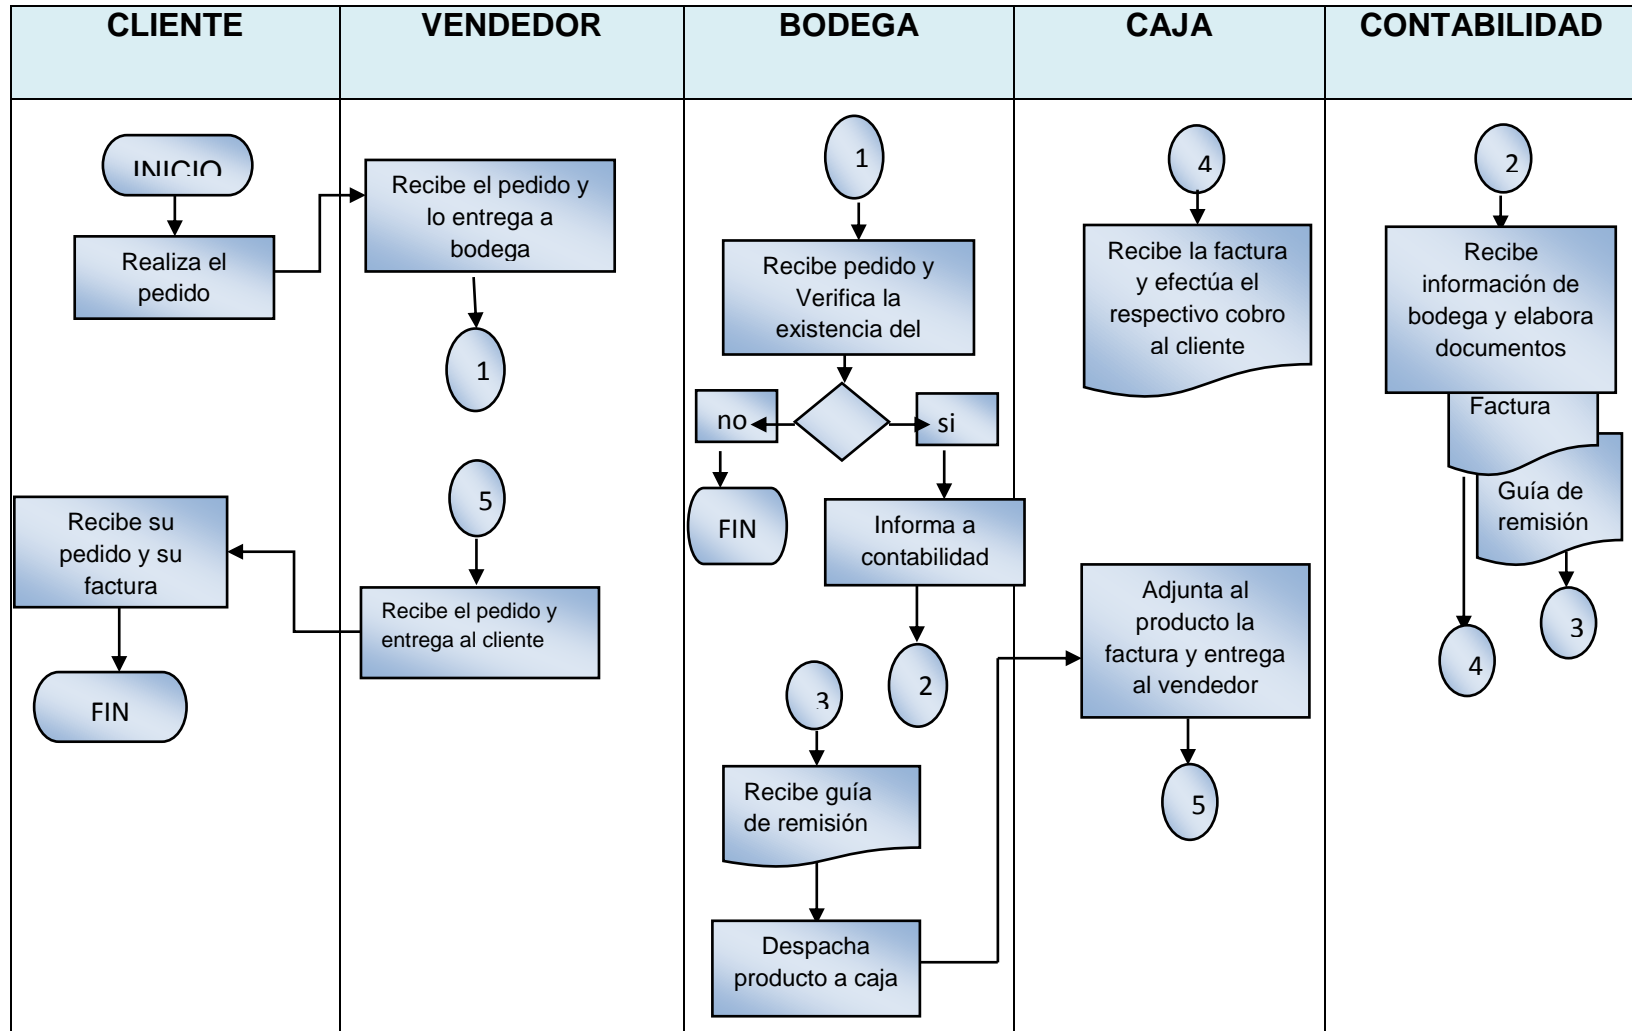 CLIENTE
VENDEDOR
BODEGA
CAJA
CONTABILIDAD
INICIO
Realiza el
pedido
Recibe su
pedido y su
factura
FIN
Recibe el pedido y
lo entrega a
bodega
1
5
Recibe el pedido y
entrega al cliente
1
Recibe pedido y
Verifica la
existencia del
no
si
FIN
Informa a
contabilidad
2
3
Recibe guía
de remisión
Despacha
producto a caja
4
Recibe la factura
y efectúa el
respectivo cobro
al cliente
Adjunta al
producto la
factura y entrega
al vendedor
5
2
Recibe
información de
bodega y elabora
documentos
Factura
Guía de
remisión
3
4